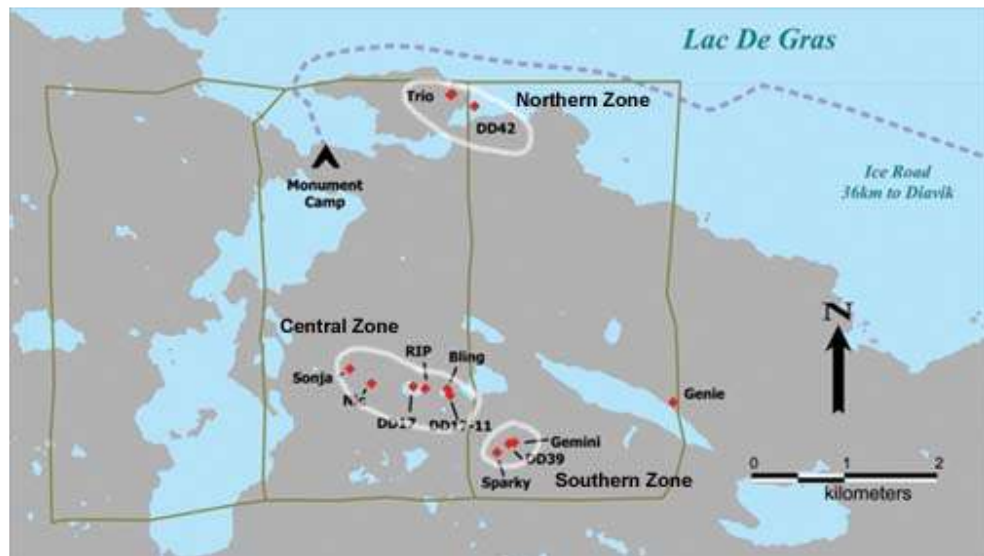 Lac De Gras
Trio
Northern Zone
DD42
Monument
Camp
Ice Road
36km to Diavik
N
Central Zone
RIP
Bling
Sonja
Genie
DD17
DD17-11
Gemini
DD39
Sparky
Southern Zone
0 1 2
kilometers